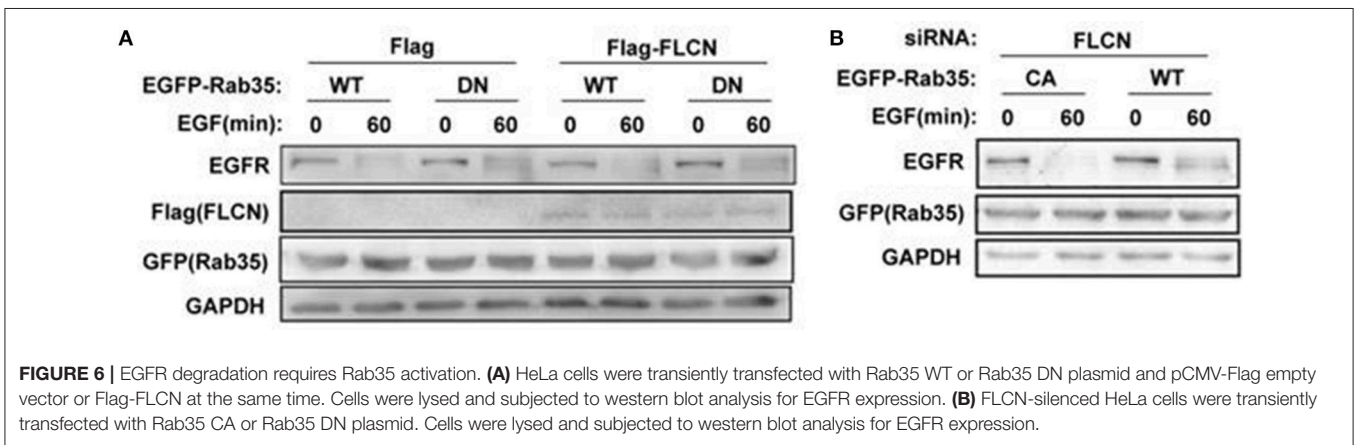 A
Flag Flag-FLCN
EGFP-Rab35: WT DN WT DN
EGF(min): 0 60 0 60 0 60 0 60
EGFR
Flag(FLCN)
GFP(Rab35)
GAPDH
B
siRNA: FLCN
EGFP-Rab35: CA WT
EGF(min): 0 60 0 60
EGFR
GFP(Rab35)
GAPDH
FIGURE 6 | EGFR degradation requires Rab35 activation. (A) HeLa cells were transiently transfected with Rab35 WT or Rab35 DN plasmid and pCMV-Flag empty
vector or Flag-FLCN at the same time. Cells were lysed and subjected to western blot analysis for EGFR expression. (B) FLCN-silenced HeLa cells were transiently
transfected with Rab35 CA or Rab35 DN plasmid. Cells were lysed and subjected to western blot analysis for EGFR expression.